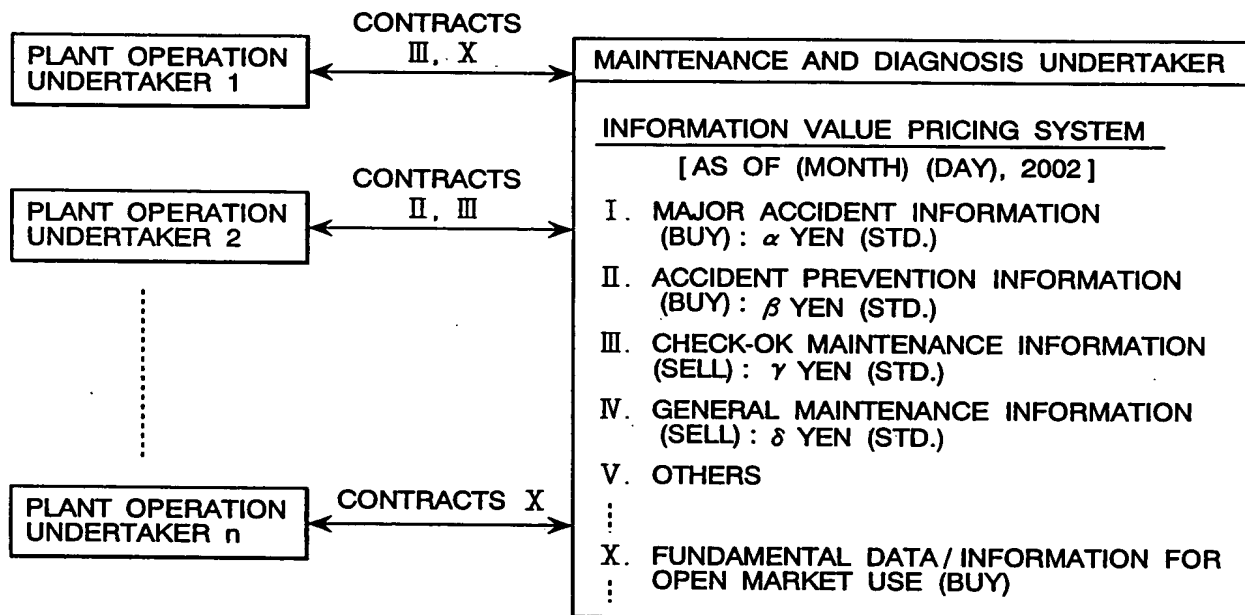 CONTRACTS
Ⅲ, Ⅹ
PLANT OPERATION
UNDERTAKER 1
MAINTENANCE AND DIAGNOSIS UNDERTAKER
INFORMATION VALUE PRICING SYSTEM
[AS OF (MONTH) (DAY), 2002]
CONTRACTS
Ⅱ, Ⅲ
PLANT OPERATION
UNDERTAKER 2
Ⅰ. MAJOR ACCIDENT INFORMATION
(BUY) : α YEN (STD.)
Ⅱ. ACCIDENT PREVENTION INFORMATION
(BUY) : β YEN (STD.)
Ⅲ. CHECK-OK MAINTENANCE INFORMATION
(SELL) : γ YEN (STD.)
Ⅳ. GENERAL MAINTENANCE INFORMATION
(SELL) : δ YEN (STD.)
Ⅴ. OTHERS
PLANT OPERATION
UNDERTAKER n
CONTRACTS Ⅹ
Ⅹ. FUNDAMENTAL DATA/INFORMATION FOR
OPEN MARKET USE (BUY)